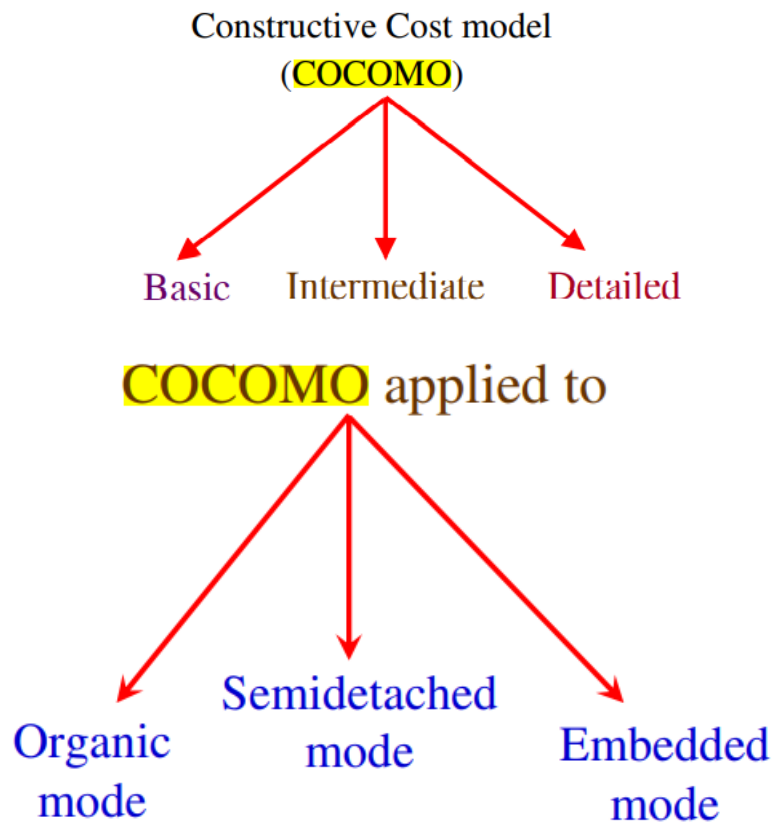 Constructive Cost model
(COCOMO)
Basic Intermediate Detailed
COCOMO applied to
Organic
mode
Semidetached
mode
Embedded
mode